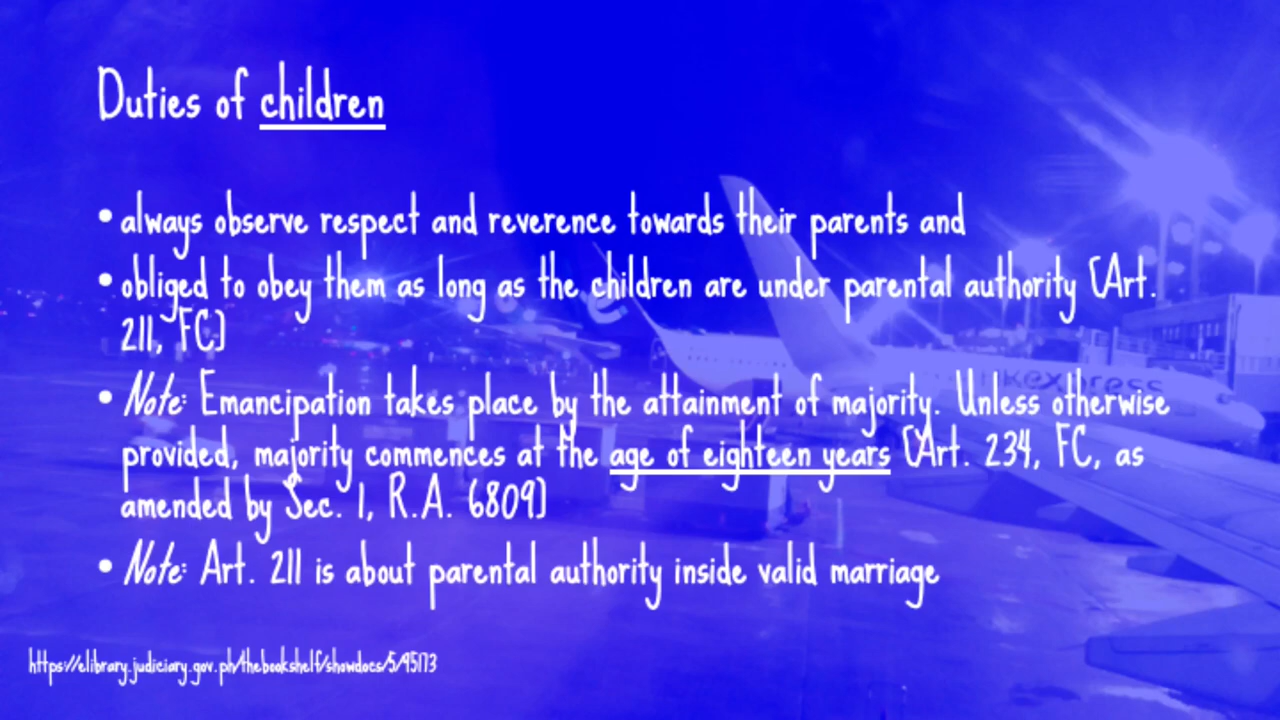 Duties of children
• always observe respect and reverence towards their parents and
• obliged to obey them as long as the children are under parental authority (Art.
211, FC)
• Note: Emancipation takes place by the attainment of majority. Unless otherwise
provided, majority commences at the age of eighteen years (Art. 234, FC, as
amended by Sec. 1, R.A. 6809)
• Note: Art. 211 is about parental authority inside valid marriage
https://elibrary.judiciary.gov.ph/thebookshelf/showdocs/5/95173